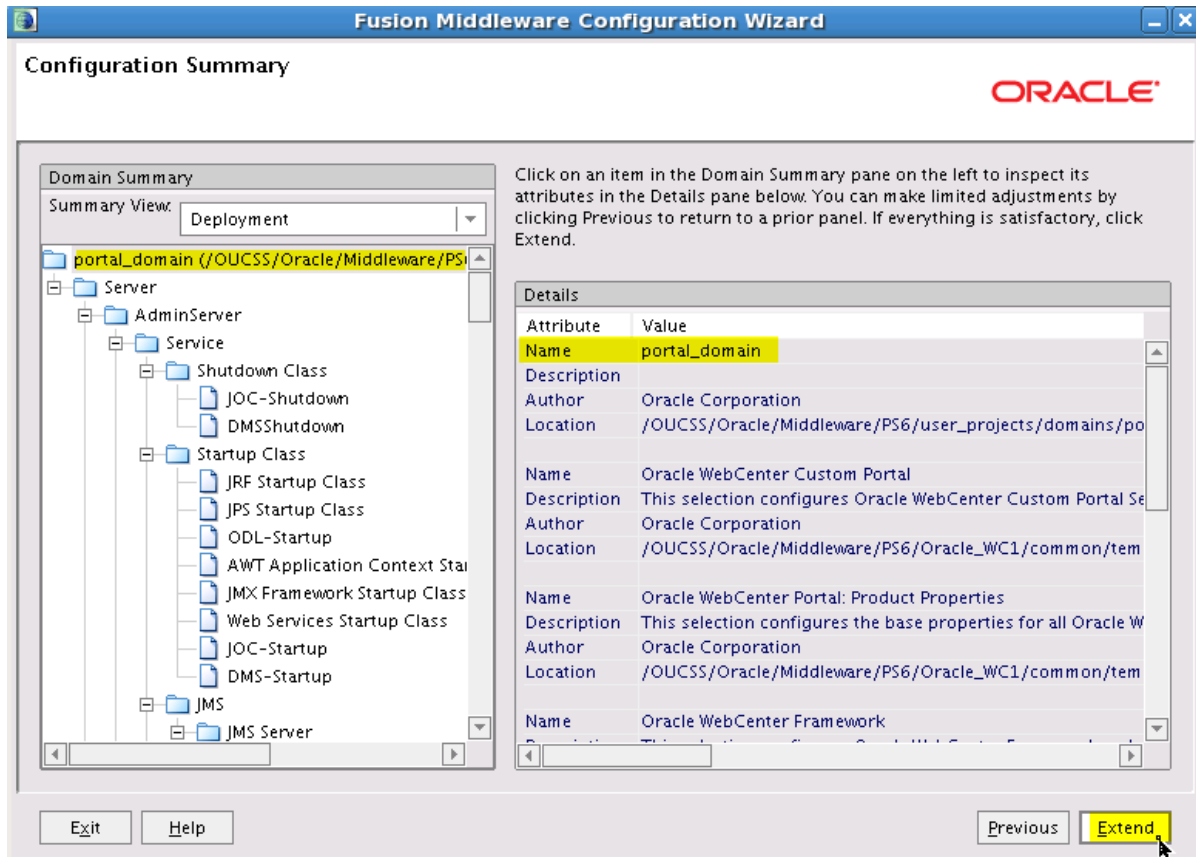 Fusion Middleware Configuration Wizard
Configuration Summary
ORACLE
Domain Summary
Summary View:
Deployment
portal_domain (/OUCSS/Oracle/Middleware/PS
Server
AdminServer
Service
Shutdown Class
JOC-Shutdown
DMSShutdown
Startup Class
JRF Startup Class
JPS Startup Class
ODL-Startup
AWT Application Context Star
JMX Framework Startup Class
Web Services Startup Class
JOC-Startup
DMS-Startup
JMS
JMS Server
Click on an item in the Domain Summary pane on the left to inspect its
attributes in the Details pane below. You can make limited adjustments by
clicking Previous to return to a prior panel. If everything is satisfactory, click
Extend.
Details
Attribute Value
Name portal_domain
Description
Author Oracle Corporation
Location /OUCSS/Oracle/Middleware/PS6/user_projects/domains/po
Name Oracle WebCenter Custom Portal
Description This selection configures Oracle WebCenter Custom Portal Se
Author Oracle Corporation
Location /OUCSS/Oracle/Middleware/PS6/Oracle_WC1/common/tem
Name Oracle WebCenter Portal: Product Properties
Description This selection configures the base properties for all Oracle W
Author Oracle Corporation
Location /OUCSS/Oracle/Middleware/PS6/Oracle_WC1/common/tem
Name Oracle WebCenter Framework
Exit Help Previous Extend